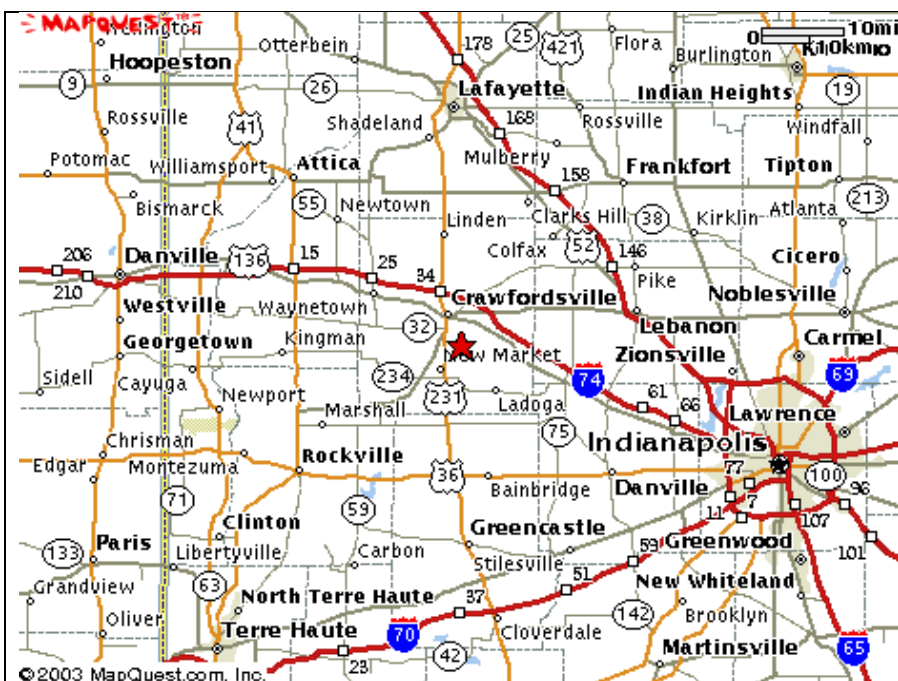 MAPQUEST
178
25
421
Flora
0
10mi
10km
Otterbein
Burlington
Hoopeston
9
26
Lafayette
Indian Heights
19
Rossville
41
Shadeland
168
Rossville
Windfall
Potomac
Williamsport
Attica
Mulberry
Frankfort
Tipton
158
213
Bismarck
55
Newtown
Clarks Hill
38
Kirklin
Atlanta
Linden
Colfax
52
206
Danville
136
15
25
34
146
Pike
Cicero
210
Westville
Waynetown
Crawfordsville
Noblesville
32
Lebanon
Georgetown
Kingman
New Market
Zionsville
Carmel
Sidell
Cayuga
234
74
69
Newport
231
Ladoga
61
66
Marshall
Lawrence
75
Chrisman
Indianapolis
Edgar
Montezuma
Rockville
36
Bainbridge
77
100
71
59
Danville
7
96
11
107
Clinton
Greencastle
Greenwood
133
Paris
Libertyville
Carbon
Stilesville
59
101
Grandview
63
51
New Whiteland
North Terre Haute
37
142
Brooklyn
Oliver
Terre Haute
70
Cloverdale
23
42
Martinsville
65
©2003 MapQuest.com, Inc.